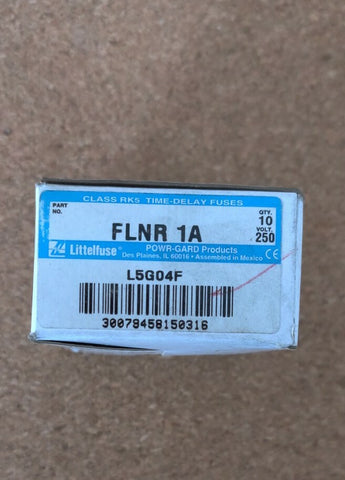 CLASS RK5 TIME-DELAY FUSES
PART NO.
FLNR 1A
QTY. 10
VOLT. 250
Littelfuse®
POWR-GARD Products
Des Plaines, IL 60016 • Assembled in Mexico
CE
L5G04F
30079458150316